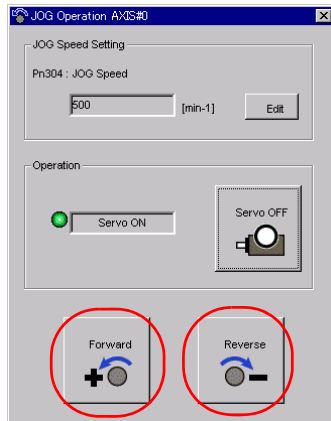 JOG Operation AXIS#0
JOG Speed Setting
Pn304 : JOG Speed
500 [min-1] Edit
Operation
Servo ON
Servo OFF
Forward
Reverse